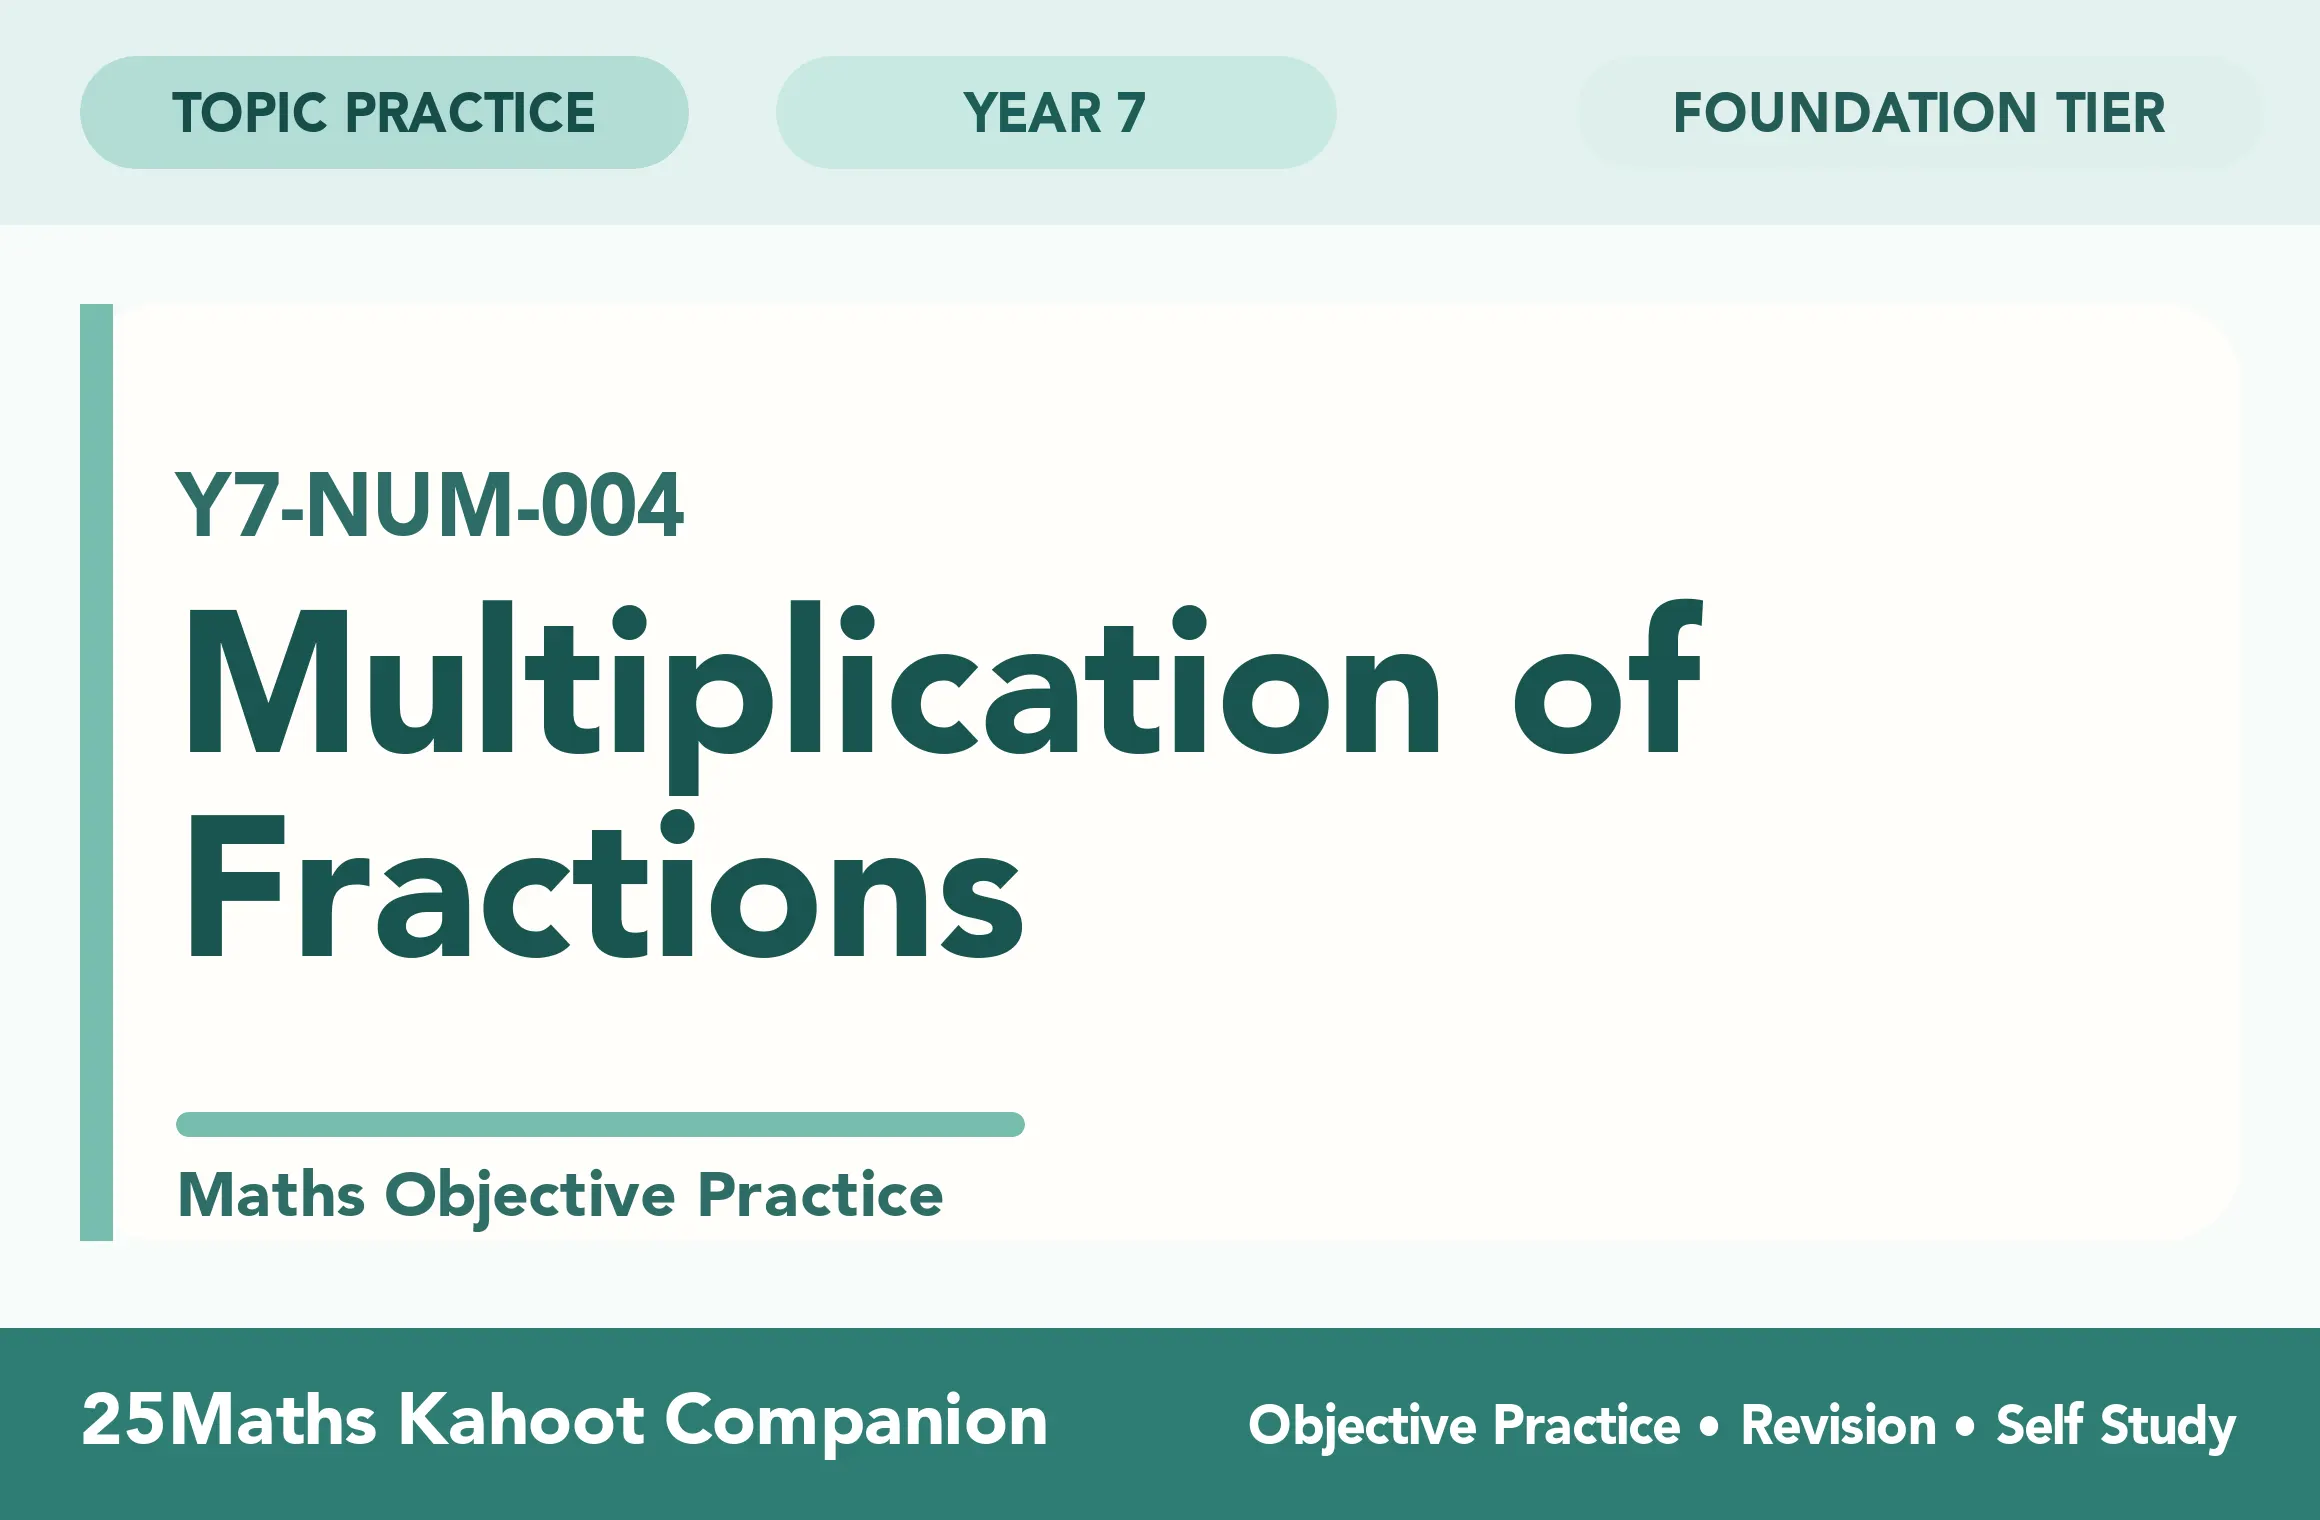 TOPIC PRACTICE
YEAR 7
FOUNDATION TIER
Y7-NUM-004
Multiplication of
Fractions
Maths Objective Practice
25Maths Kahoot Companion
Objective Practice • Revision • Self Study